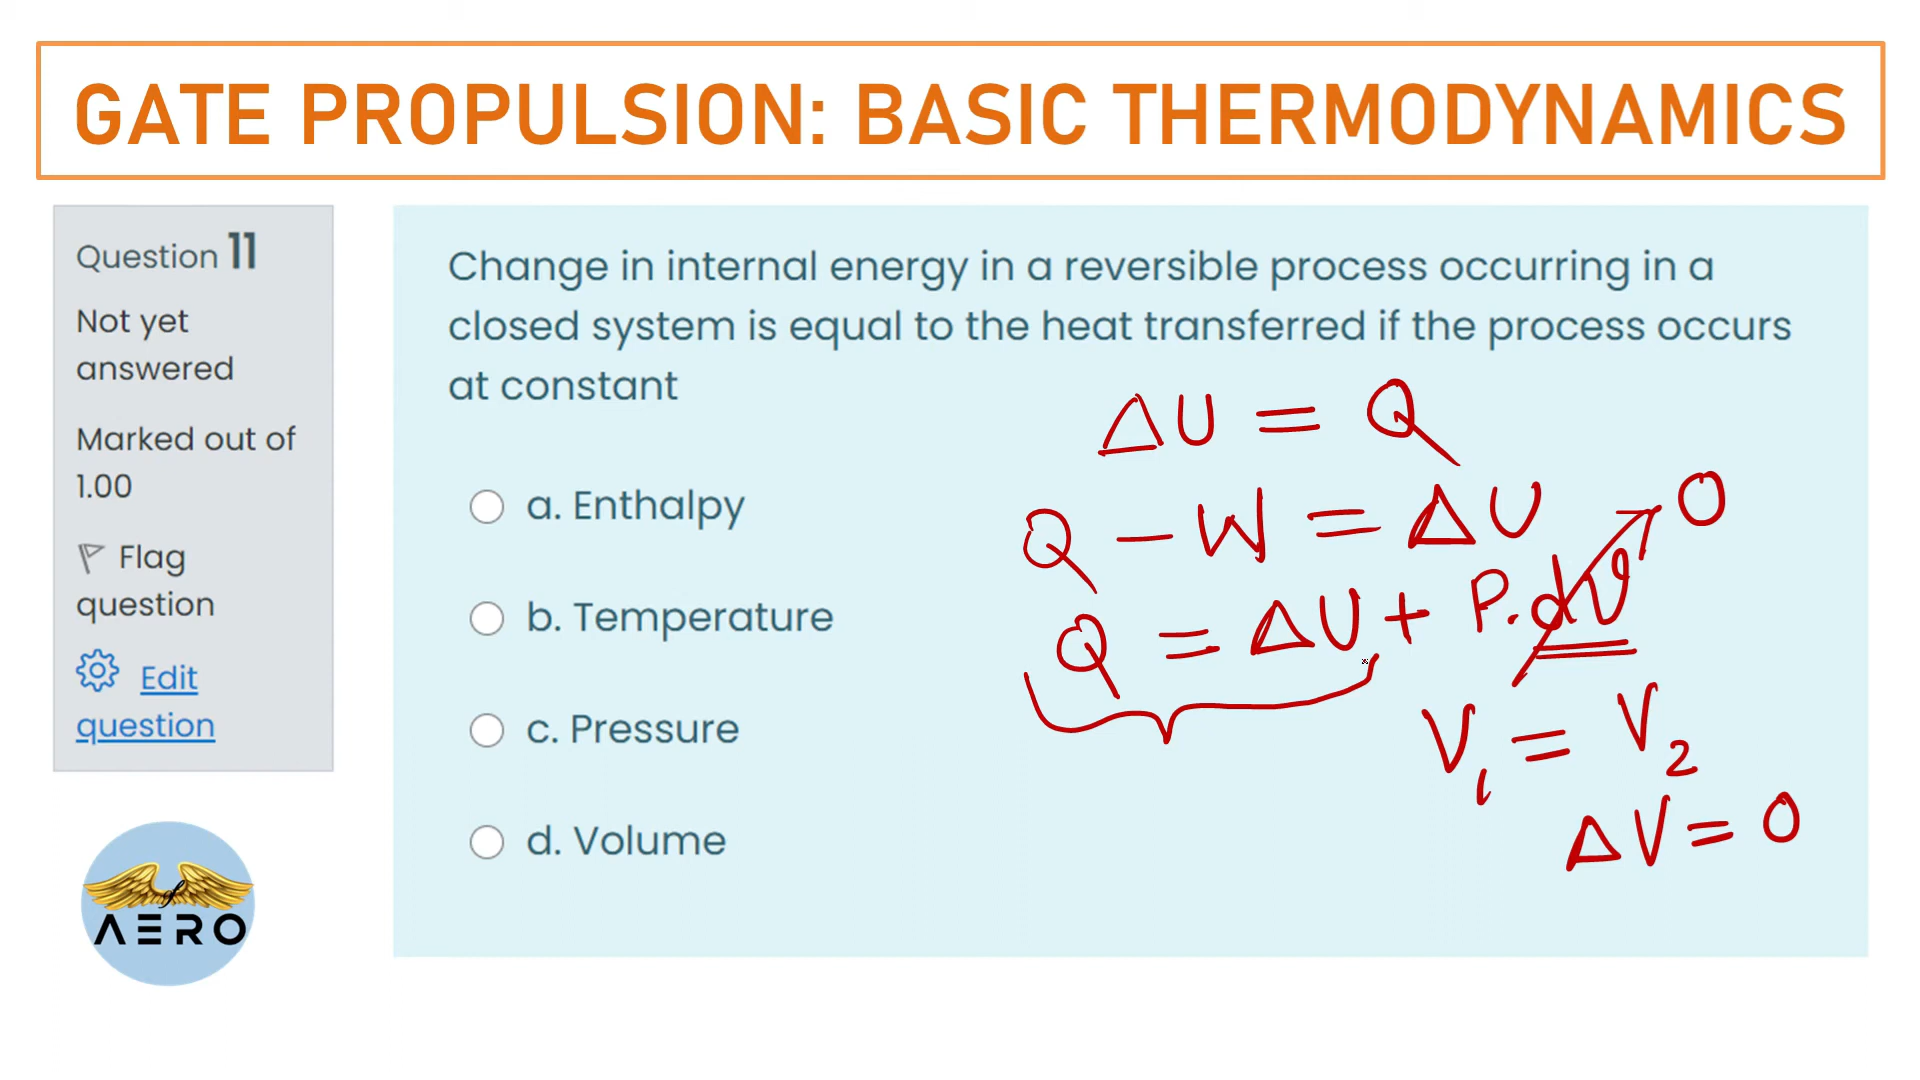 GATE PROPULSION: BASIC THERMODYNAMICS
Question 11
Not yet
answered
Marked out of
1.00
Flag
question
Edit
question
of
AERO
Change in internal energy in a reversible process occurring in a
closed system is equal to the heat transferred if the process occurs
at constant
a. Enthalpy
b. Temperature
c. Pressure
d. Volume
ΔU = Q
Q - W = ΔU
Q = ΔU + P.dV → 0
V₁ = V₂
ΔV = 0